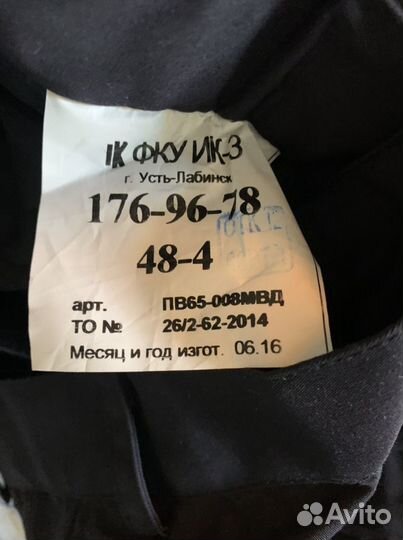 IK ФКУ ИК-3
г. Усть-Лабинск
176-96-78
48-4
арт. ПВ65-008МВД
ТО № 26/2-62-2014
Месяц и год изгот. 06.16
Avito